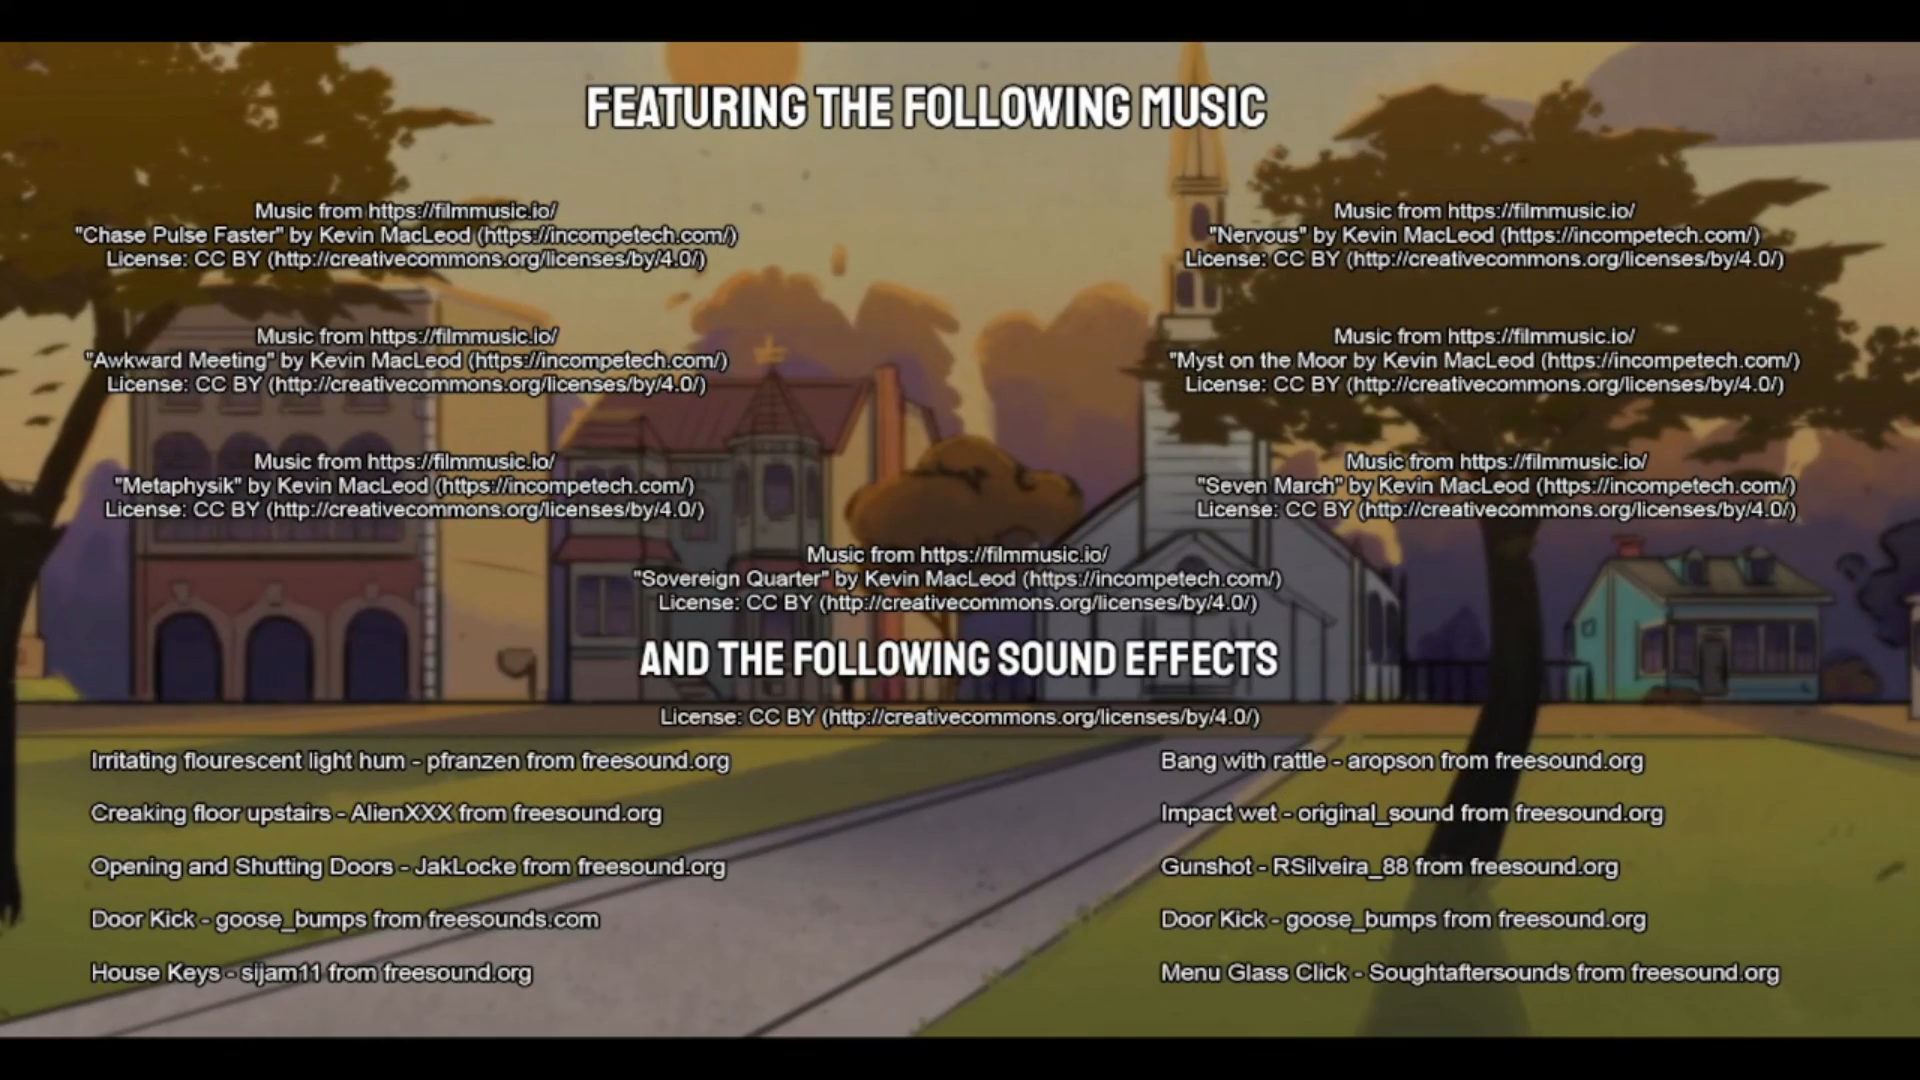 FEATURING THE FOLLOWING MUSIC
Music from https://filmmusic.io/
"Chase Pulse Faster" by Kevin MacLeod (https://incompetech.com/)
License: CC BY (http://creativecommons.org/licenses/by/4.0/)
Music from https://filmmusic.io/
"Nervous" by Kevin MacLeod (https://incompetech.com/)
License: CC BY (http://creativecommons.org/licenses/by/4.0/)
Music from https://filmmusic.io/
"Awkward Meeting" by Kevin MacLeod (https://incompetech.com/)
License: CC BY (http://creativecommons.org/licenses/by/4.0/)
Music from https://filmmusic.io/
"Myst on the Moor by Kevin MacLeod (https://incompetech.com/)
License: CC BY (http://creativecommons.org/licenses/by/4.0/)
Music from https://filmmusic.io/
"Metaphysik" by Kevin MacLeod (https://incompetech.com/)
License: CC BY (http://creativecommons.org/licenses/by/4.0/)
Music from https://filmmusic.io/
"Seven March" by Kevin MacLeod (https://incompetech.com/)
License: CC BY (http://creativecommons.org/licenses/by/4.0/)
Music from https://filmmusic.io/
"Sovereign Quarter" by Kevin MacLeod (https://incompetech.com/)
License: CC BY (http://creativecommons.org/licenses/by/4.0/)
AND THE FOLLOWING SOUND EFFECTS
License: CC BY (http://creativecommons.org/licenses/by/4.0/)
Irritating flourescent light hum - pfranzen from freesound.org
Creaking floor upstairs - AlienXXX from freesound.org
Opening and Shutting Doors - JakLocke from freesound.org
Door Kick - goose_bumps from freesounds.com
House Keys - sijam11 from freesound.org
Bang with rattle - aropson from freesound.org
Impact wet - original_sound from freesound.org
Gunshot - RSilveira_88 from freesound.org
Door Kick - goose_bumps from freesound.org
Menu Glass Click - Soughtaftersounds from freesound.org